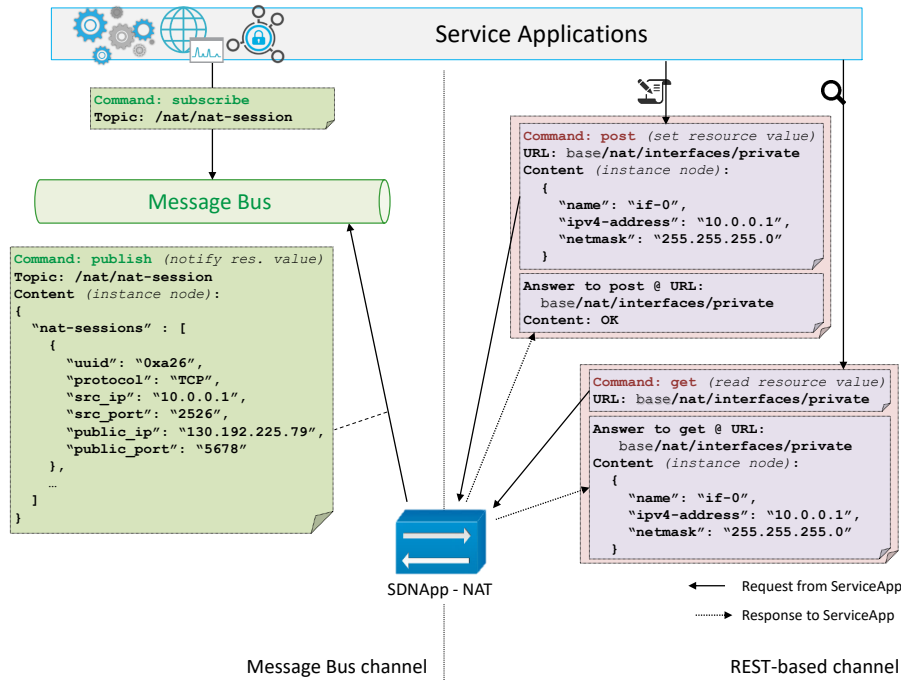 Service Applications
Command: subscribe
Topic: /nat/nat-session
Message Bus
Command: publish (notify res. value)
Topic: /nat/nat-session
Content (instance node):
{
“nat-sessions” : [
{
“uuid”: “0xa26”,
“protocol”: “TCP”,
“src_ip”: “10.0.0.1”,
“src_port”: “2526”,
“public_ip”: “130.192.225.79”,
“public_port”: “5678”
},
…
]
}
Command: post (set resource value)
URL: base/nat/interfaces/private
Content (instance node):
{
“name”: “if-0”,
“ipv4-address”: “10.0.0.1”,
“netmask”: “255.255.255.0”
}
Answer to post @ URL:
base/nat/interfaces/private
Content: OK
Command: get (read resource value)
URL: base/nat/interfaces/private
Answer to get @ URL:
base/nat/interfaces/private
Content (instance node):
{
“name”: “if-0”,
“ipv4-address”: “10.0.0.1”,
“netmask”: “255.255.255.0”
}
SDNApp - NAT
Request from ServiceApp
Response to ServiceApp
Message Bus channel
REST-based channel